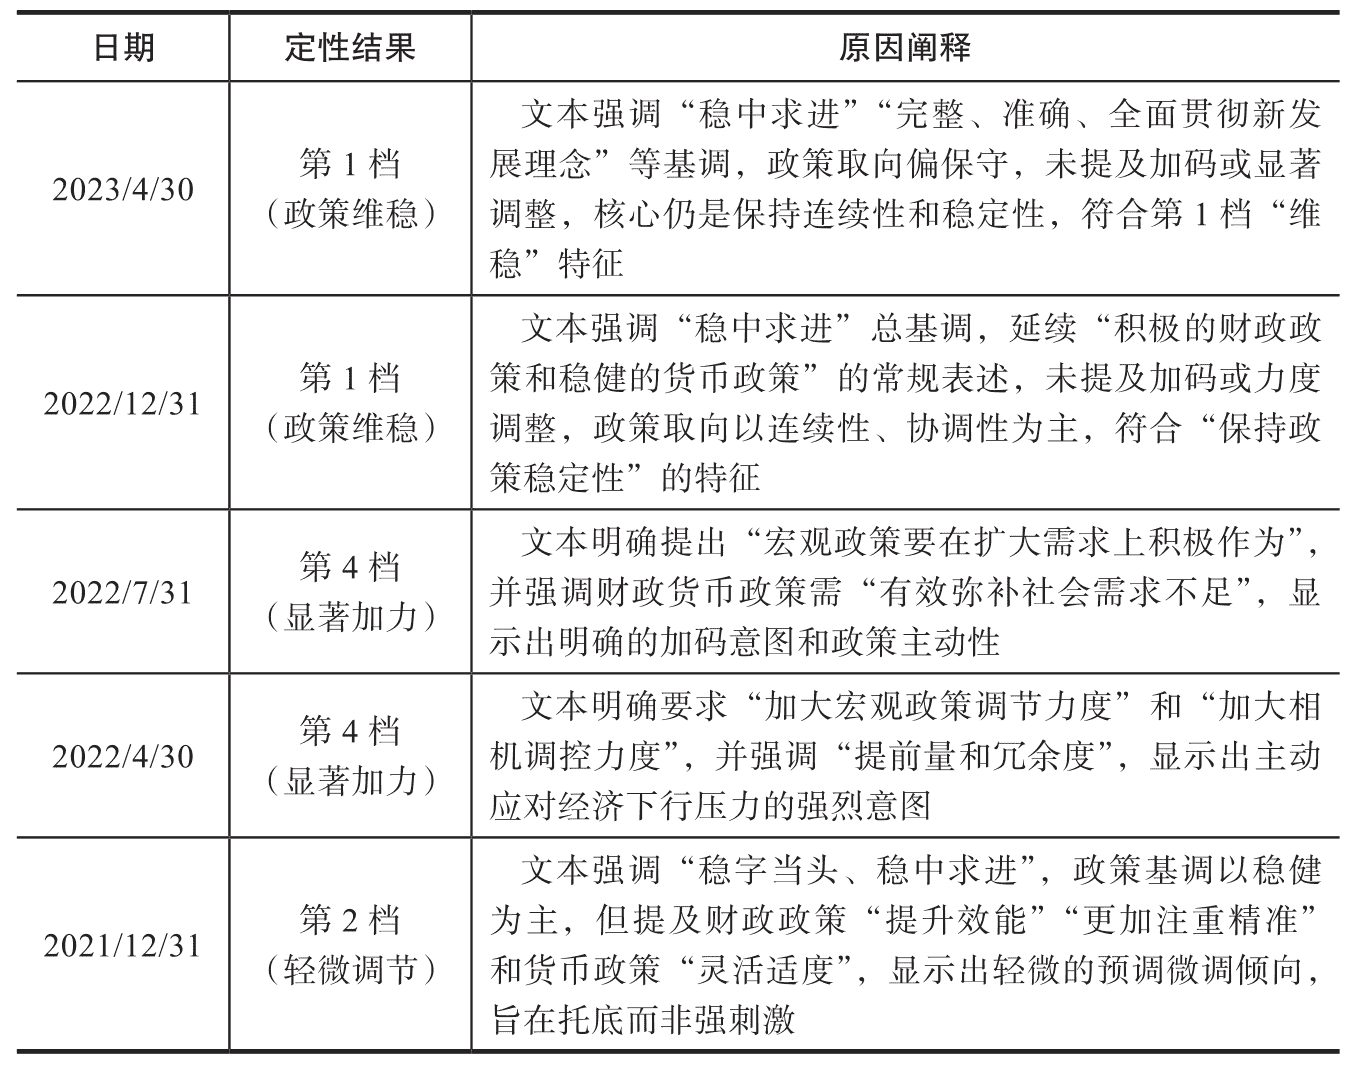 日期 定性结果 原因阐释
2023/4/30
第1档
（政策维稳）
文本强调“稳中求进”“完整、准确、全面贯彻新发
展理念”等基调，政策取向偏保守，未提及加码或显著
调整，核心仍是保持连续性和稳定性，符合第1档“维
稳”特征
2022/12/31
第1档
（政策维稳）
文本强调“稳中求进”总基调，延续“积极的财政政
策和稳健的货币政策”的常规表述，未提及加码或力度
调整，政策取向以连续性、协调性为主，符合“保持政
策稳定性”的特征
2022/7/31
第4档
（显著加力）
文本明确提出“宏观政策要在扩大需求上积极作为”，
并强调财政货币政策需“有效弥补社会需求不足”，显
示出明确的加码意图和政策主动性
2022/4/30
第4档
（显著加力）
文本明确要求“加大宏观政策调节力度”和“加大相
机调控力度”，并强调“提前量和冗余度”，显示出主动
应对经济下行压力的强烈意图
2021/12/31
第2档
（轻微调节）
文本强调“稳字当头、稳中求进”，政策基调以稳健
为主，但提及财政政策“提升效能”“更加注重精准”
和货币政策“灵活适度”，显示出轻微的预调微调倾向，
旨在托底而非强刺激